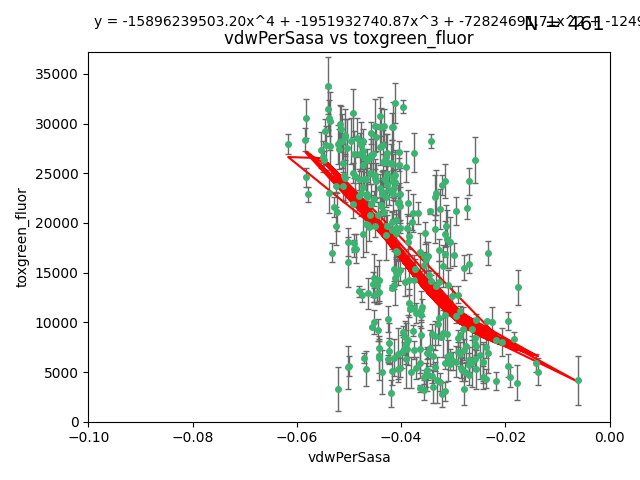 y = -15896239503.20x^4 + -1951932740.87x^3 +
N = 461
vdwPerSasa vs toxgreen_fluor
35000
30000
25000
20000
15000
10000
5000
0
toxgreen_fluor
−0.10
−0.08
−0.06
−0.04
−0.02
0.00
vdwPerSasa